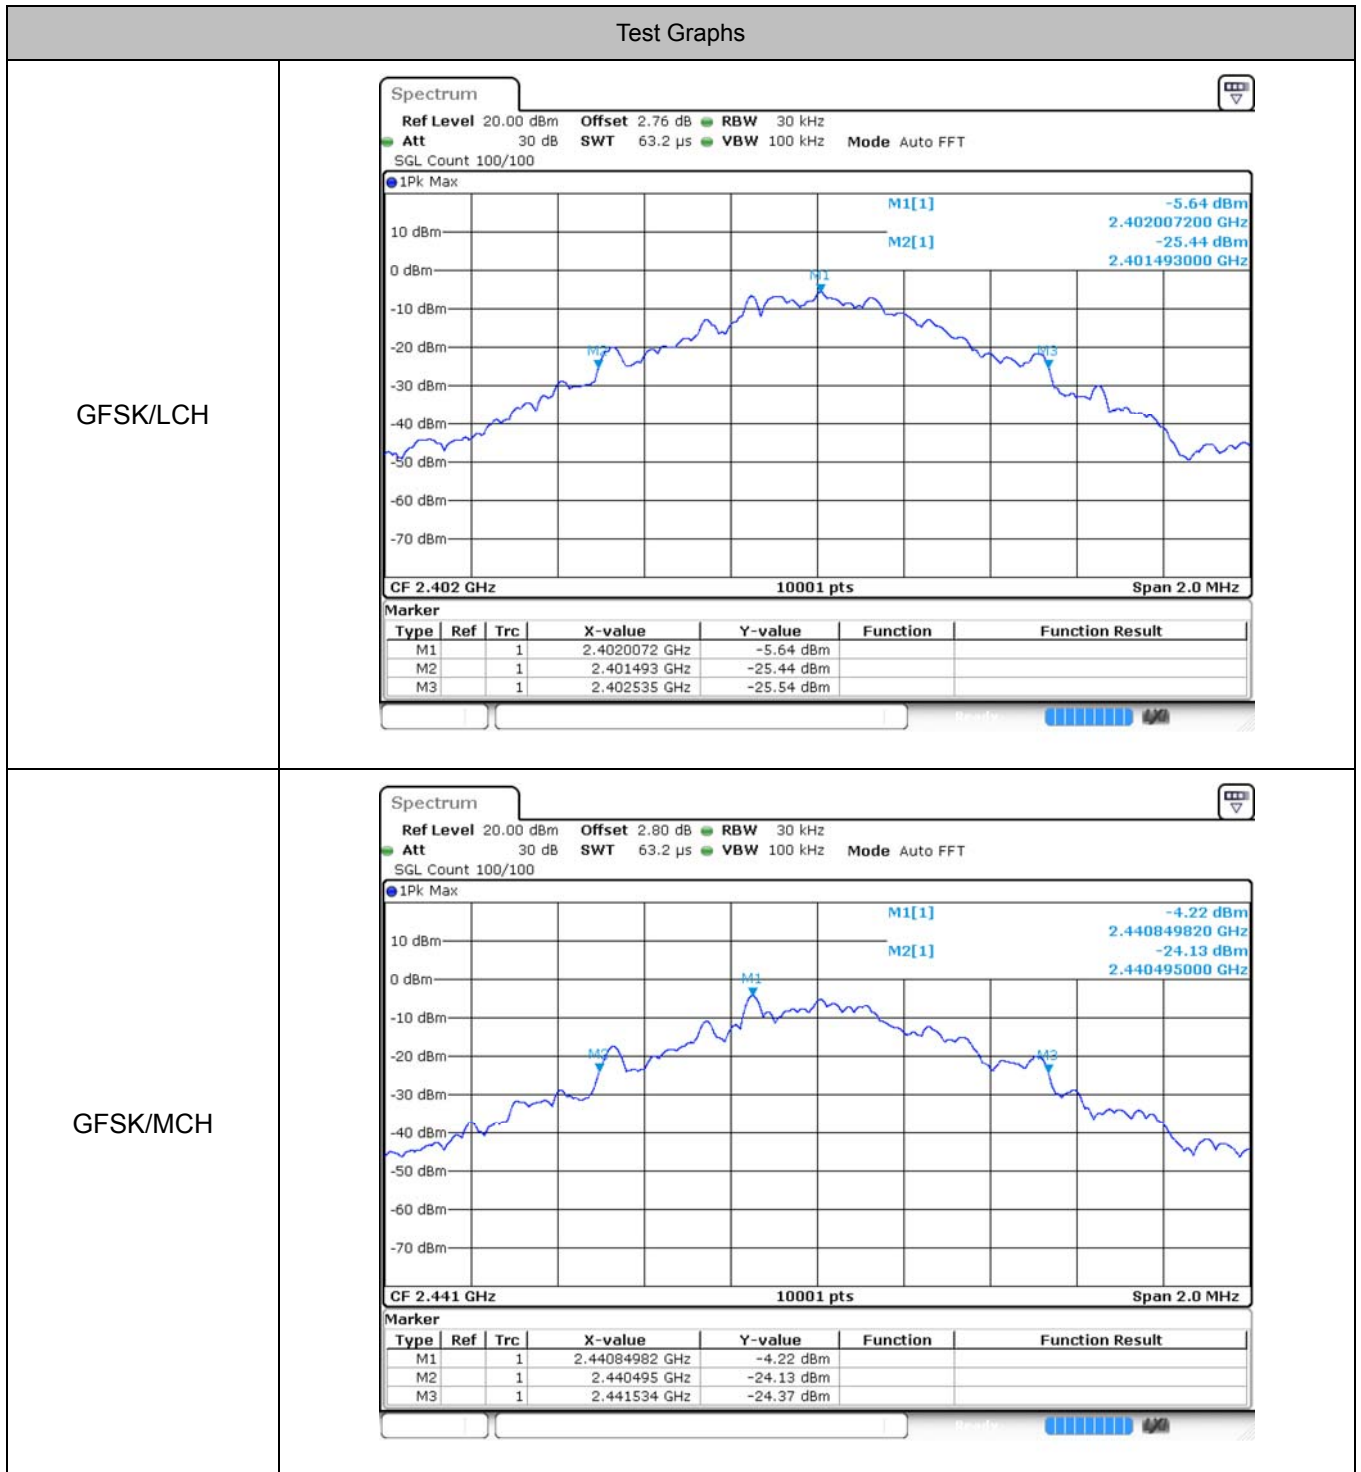 Test Graphs
GFSK/LCH
Spectrum
Ref Level 20.00 dBm Offset 2.76 dB RBW 30 kHz
Att 30 dB SWT 63.2 µs VBW 100 kHz Mode Auto FFT
SGL Count 100/100
1Pk Max
M1[1] -5.64 dBm
2.402007200 GHz
10 dBm
M2[1] -25.44 dBm
2.401493000 GHz
0 dBm
M1
-10 dBm
-20 dBm
M2
M3
-30 dBm
-40 dBm
-50 dBm
-60 dBm
-70 dBm
CF 2.402 GHz 10001 pts Span 2.0 MHz
Marker
Type Ref Trc X-value Y-value Function Function Result
M1 1 2.4020072 GHz -5.64 dBm
M2 1 2.401493 GHz -25.44 dBm
M3 1 2.402535 GHz -25.54 dBm
Ready
LXI
GFSK/MCH
Spectrum
Ref Level 20.00 dBm Offset 2.80 dB RBW 30 kHz
Att 30 dB SWT 63.2 µs VBW 100 kHz Mode Auto FFT
SGL Count 100/100
1Pk Max
M1[1] -4.22 dBm
2.440849820 GHz
10 dBm
M2[1] -24.13 dBm
2.440495000 GHz
0 dBm
M1
-10 dBm
-20 dBm
M2
M3
-30 dBm
-40 dBm
-50 dBm
-60 dBm
-70 dBm
CF 2.441 GHz 10001 pts Span 2.0 MHz
Marker
Type Ref Trc X-value Y-value Function Function Result
M1 1 2.44084982 GHz -4.22 dBm
M2 1 2.440495 GHz -24.13 dBm
M3 1 2.441534 GHz -24.37 dBm
Ready
LXI